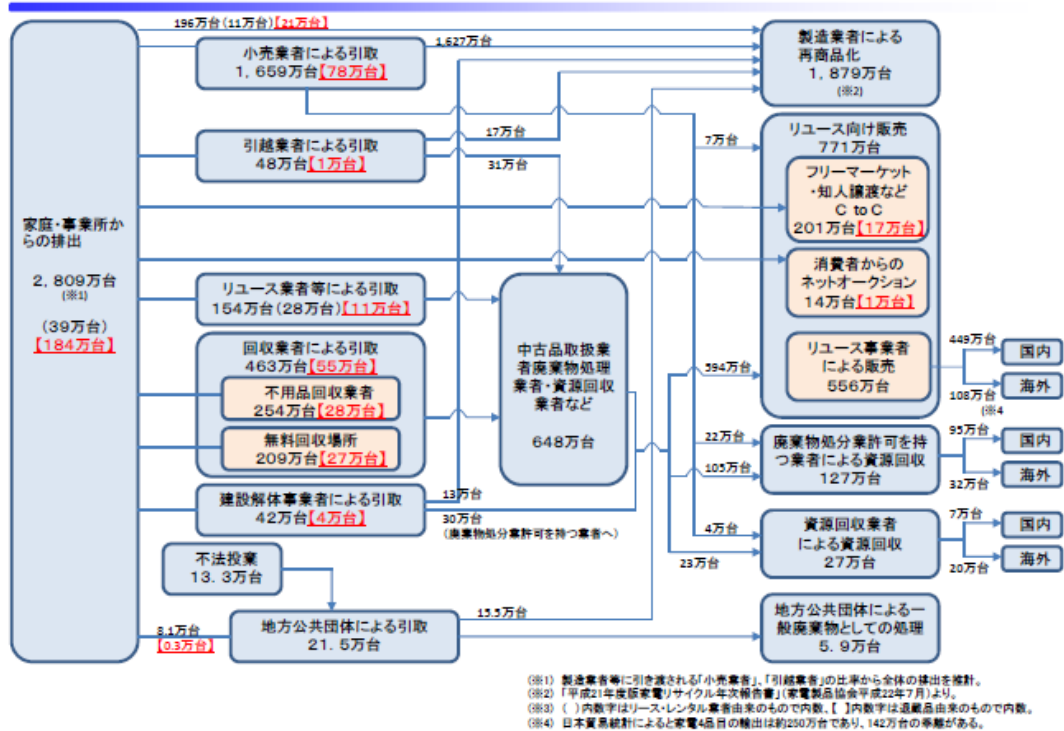 196万台(11万台)【21万台】
小売業者による引取
1,659万台【78万台】
1,627万台
製造業者による
再商品化
1,879万台
(※2)
引越業者による引取
48万台【1万台】
17万台
31万台
7万台
リユース向け販売
771万台
フリーマーケット
・知人譲渡など
C to C
201万台【17万台】
消費者からの
ネットオークション
14万台【1万台】
家庭・事業所か
らの排出
2,809万台
(※1)
(39万台)
【184万台】
リユース業者等による引取
154万台(28万台)【11万台】
回収業者による引取
463万台【55万台】
不用品回収業者
254万台【28万台】
無料回収場所
209万台【27万台】
中古品取扱業
者廃棄物処理
業者・資源回収
業者など
648万台
594万台
リユース事業者
による販売
556万台
449万台
国内
海外
108万台
(※4
22万台
105万台
廃棄物処分業許可を持
つ業者による資源回収
127万台
95万台
国内
海外
32万台
建設解体事業者による引取
42万台【4万台】
13万台
30万台
(廃棄物処分業許可を持つ業者へ)
4万台
23万台
資源回収業者
による資源回収
27万台
7万台
国内
海外
20万台
不法投棄
13.3万台
8.1万台
【0.3万台】
地方公共団体による引取
21.5万台
15.5万台
地方公共団体による一
般廃棄物としての処理
5.9万台
(※1) 製造業者等に引き渡される「小売業者」、「引越業者」の比率から全体の排出を推計。
(※2) 「平成21年度版家電リサイクル年次報告書」(家電製品協会平成22年7月)より。
(※3) ( )内数字はリース・レンタル業者由来のもので内数、【 】内数字は退蔵品由来のもので内数。
(※4) 日本貿易統計によると家電4品目の輸出は約250万台であり、142万台の乖離がある。